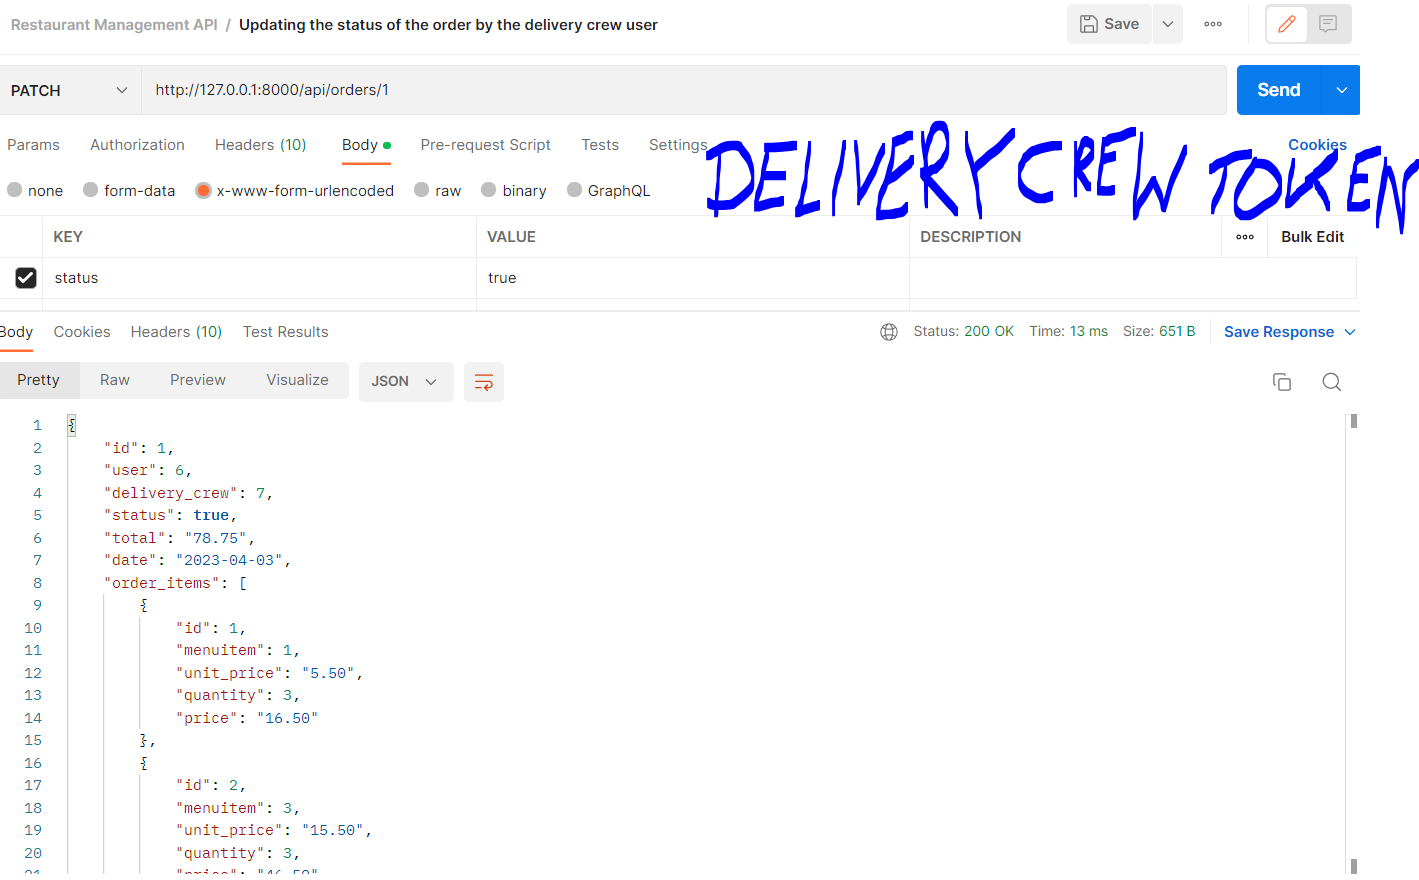 Restaurant Management API / Updating the status of the order by the delivery crew user Save
PATCH http://127.0.0.1:8000/api/orders/1 Send
Params Authorization Headers (10) Body Pre-request Script Tests Settings Cookies
DELIVERY CREW TOKEN
none form-data x-www-form-urlencoded raw binary GraphQL
KEY VALUE DESCRIPTION Bulk Edit
status true
Body Cookies Headers (10) Test Results Status: 200 OK Time: 13 ms Size: 651 B Save Response
Pretty Raw Preview Visualize JSON
1 {
2 "id": 1,
3 "user": 6,
4 "delivery_crew": 7,
5 "status": true,
6 "total": "78.75",
7 "date": "2023-04-03",
8 "order_items": [
9 {
10 "id": 1,
11 "menuitem": 1,
12 "unit_price": "5.50",
13 "quantity": 3,
14 "price": "16.50"
15 },
16 {
17 "id": 2,
18 "menuitem": 3,
19 "unit_price": "15.50",
20 "quantity": 3,
21 "price": "46.50"